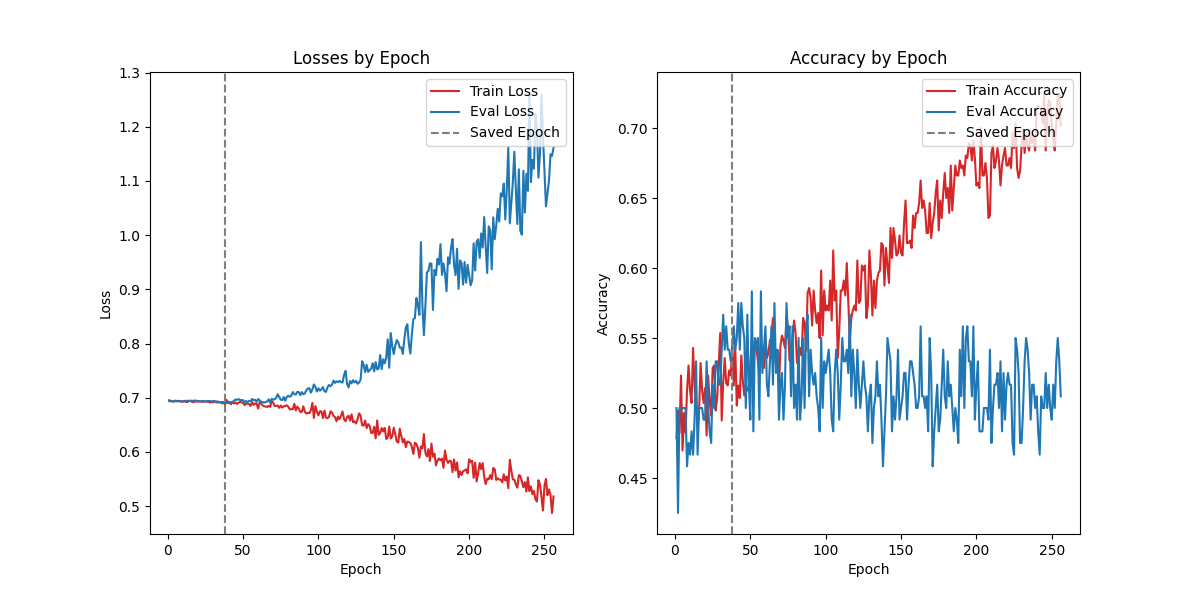 Losses by Epoch
Train Loss
Eval Loss
Saved Epoch
1.3
1.2
1.1
1.0
0.9
0.8
0.7
0.6
0.5
Loss
0
50
100
150
200
250
Epoch
Accuracy by Epoch
Train Accuracy
Eval Accuracy
Saved Epoch
0.70
0.65
0.60
0.55
0.50
0.45
Accuracy
0
50
100
150
200
250
Epoch